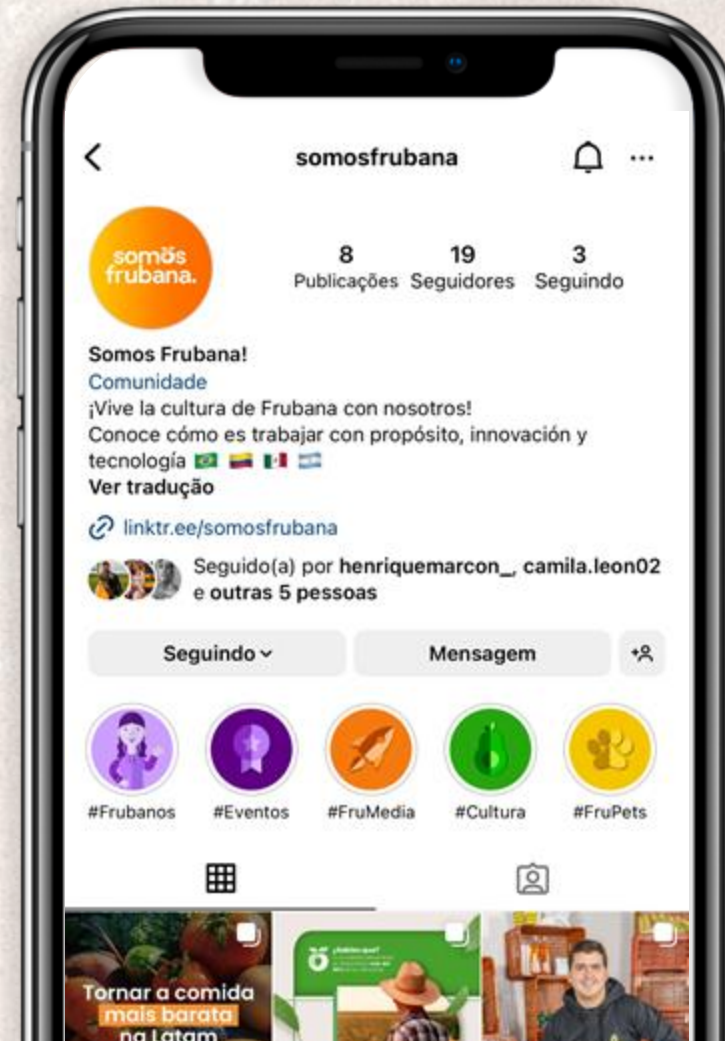 somosfrubana
somos
frubana.
8
Publicações
19
Seguidores
3
Seguindo
Somos Frubana!
Comunidade
¡Vive la cultura de Frubana con nosotros!
Conoce cómo es trabajar con propósito, innovación y
tecnología 🇧🇷 🇨🇴 🇲🇽 🇦🇷
Ver tradução
linktr.ee/somosfrubana
Seguido(a) por henriquemarcon_, camila.leon02
e outras 5 pessoas
Seguindo
Mensagem
#Frubanos
#Eventos
#FruMedia
#Cultura
#FruPets
Tornar a comida
mais barata
na Latam
¿Sabías que?